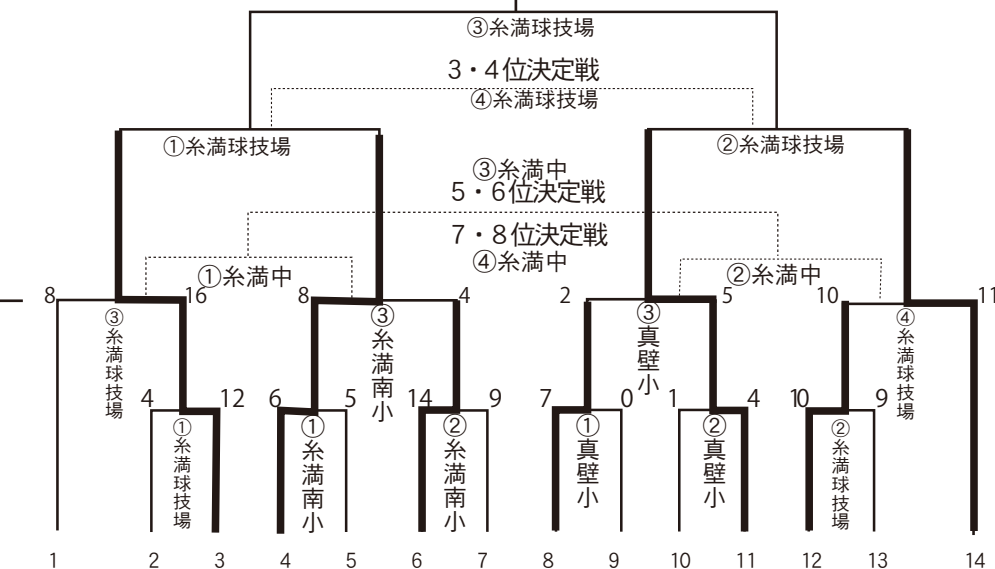 ③糸満球技場
3・4位決定戦
④糸満球技場
①糸満球技場
②糸満球技場
③糸満中
5・6位決定戦
7・8位決定戦
④糸満中
①糸満中
②糸満中
8
16
8
4
2
5
10
11
③糸満球技場
③糸満南小
③真壁小
④糸満球技場
4
12
6
5
14
9
7
0
1
4
10
9
①糸満球技場
①糸満南小
②糸満南小
①真壁小
②真壁小
②糸満球技場
1 2 3 4 5 6 7 8 9 10 11 12 13 14